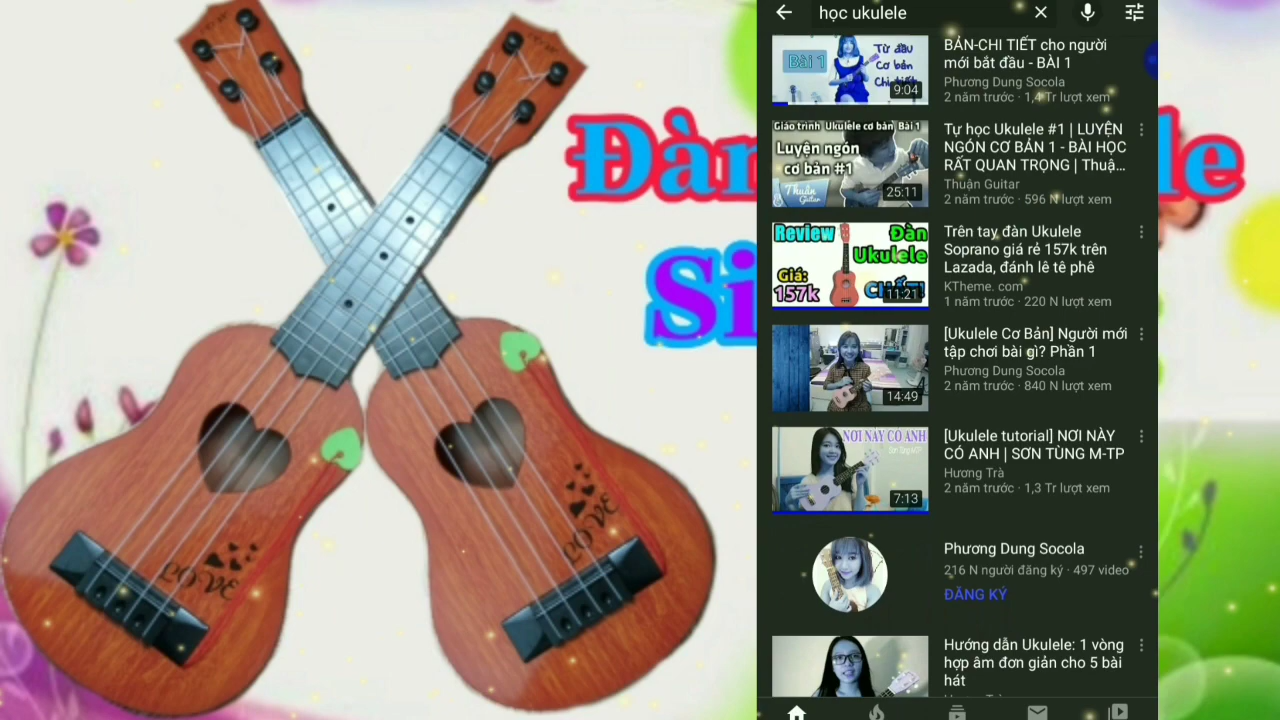 Đàn
le
Si
LOVE
LOVE
học ukulele
Bài 1
Từ đầu
Cơ bản
Chi tiết
9:04
BẢN-CHI TIẾT cho người
mới bắt đầu - BÀI 1
Phương Dung Socola
2 năm trước · 1,4 Tr lượt xem
Giáo trình Ukulele cơ bản Bài 1
Luyện ngón
cơ bản #1
Thuận
Guitar
25:11
Tự học Ukulele #1 | LUYỆN
NGÓN CƠ BẢN 1 - BÀI HỌC
RẤT QUAN TRỌNG | Thuậ...
Thuận Guitar
2 năm trước · 596 N lượt xem
Review
Đàn
Ukulele
Giá:
157k
11:21
Trên tay đàn Ukulele
Soprano giá rẻ 157k trên
Lazada, đánh lê tê phê
KTheme. com
1 năm trước · 220 N lượt xem
14:49
[Ukulele Cơ Bản] Người mới
tập chơi bài gì? Phần 1
Phương Dung Socola
2 năm trước · 840 N lượt xem
NƠI NÀY CÓ ANH
7:13
[Ukulele tutorial] NƠI NÀY
CÓ ANH | SƠN TÙNG M-TP
Hương Trà
2 năm trước · 1,3 Tr lượt xem
Phương Dung Socola
216 N người đăng ký · 497 video
ĐĂNG KÝ
Hướng dẫn Ukulele: 1 vòng
hợp âm đơn giản cho 5 bài
hát